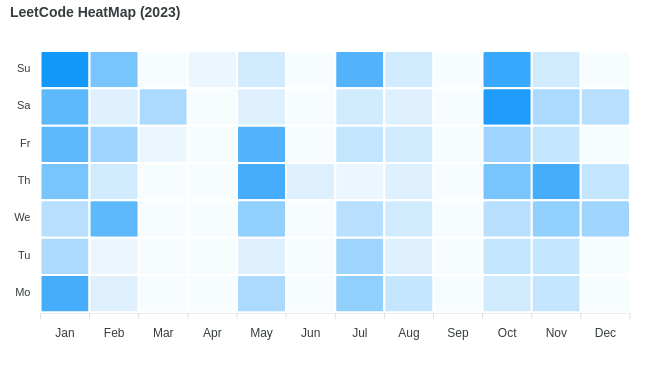 LeetCode HeatMap (2023)
Su
Sa
Fr
Th
We
Tu
Mo
Jan Feb Mar Apr May Jun Jul Aug Sep Oct Nov Dec